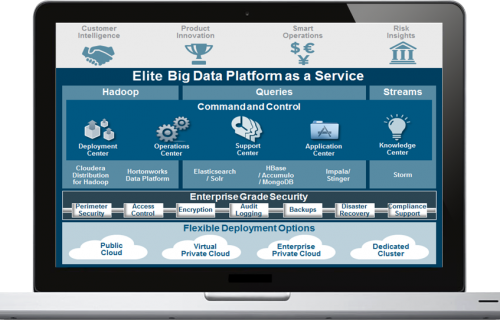 Customer Intelligence
Product Innovation
Smart Operations
Risk Insights
$ € ¥
Elite Big Data Platform as a Service
Hadoop
Queries
Streams
Command and Control
Deployment Center
Operations Center
Support Center
Application Center
Knowledge Center
Cloudera
Distribution
for Hadoop
Hortonworks
Data Platform
Elasticsearch
/ Solr
HBase
/ Accumulo
/ MongoDB
Impala/
Stinger
Storm
Enterprise Grade Security
Perimeter
Security
Access
Control
Encryption
Audit
Logging
Backups
Disaster
Recovery
Compliance
Support
Flexible Deployment Options
Public
Cloud
Virtual
Private Cloud
Enterprise
Private Cloud
Dedicated
Cluster